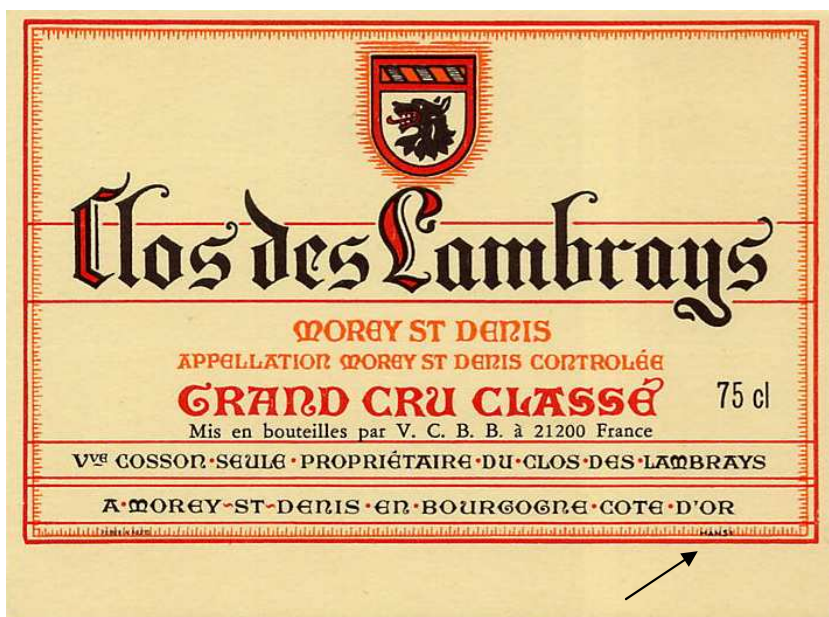 Clos des Lambrays
MOREY ST DENIS
APPELLATION MOREY ST DENIS CONTROLÉE
GRAND CRU CLASSÉ
75 cl
Mis en bouteilles par V. C. B. B. à 21200 France
VVE COSSON·SEULE·PROPRIÉTAIRE·DU·CLOS·DES·LAMBRAYS
A·MOREY-ST-DENIS·EN·BOURGOGNE·COTE·D'OR
HANSI